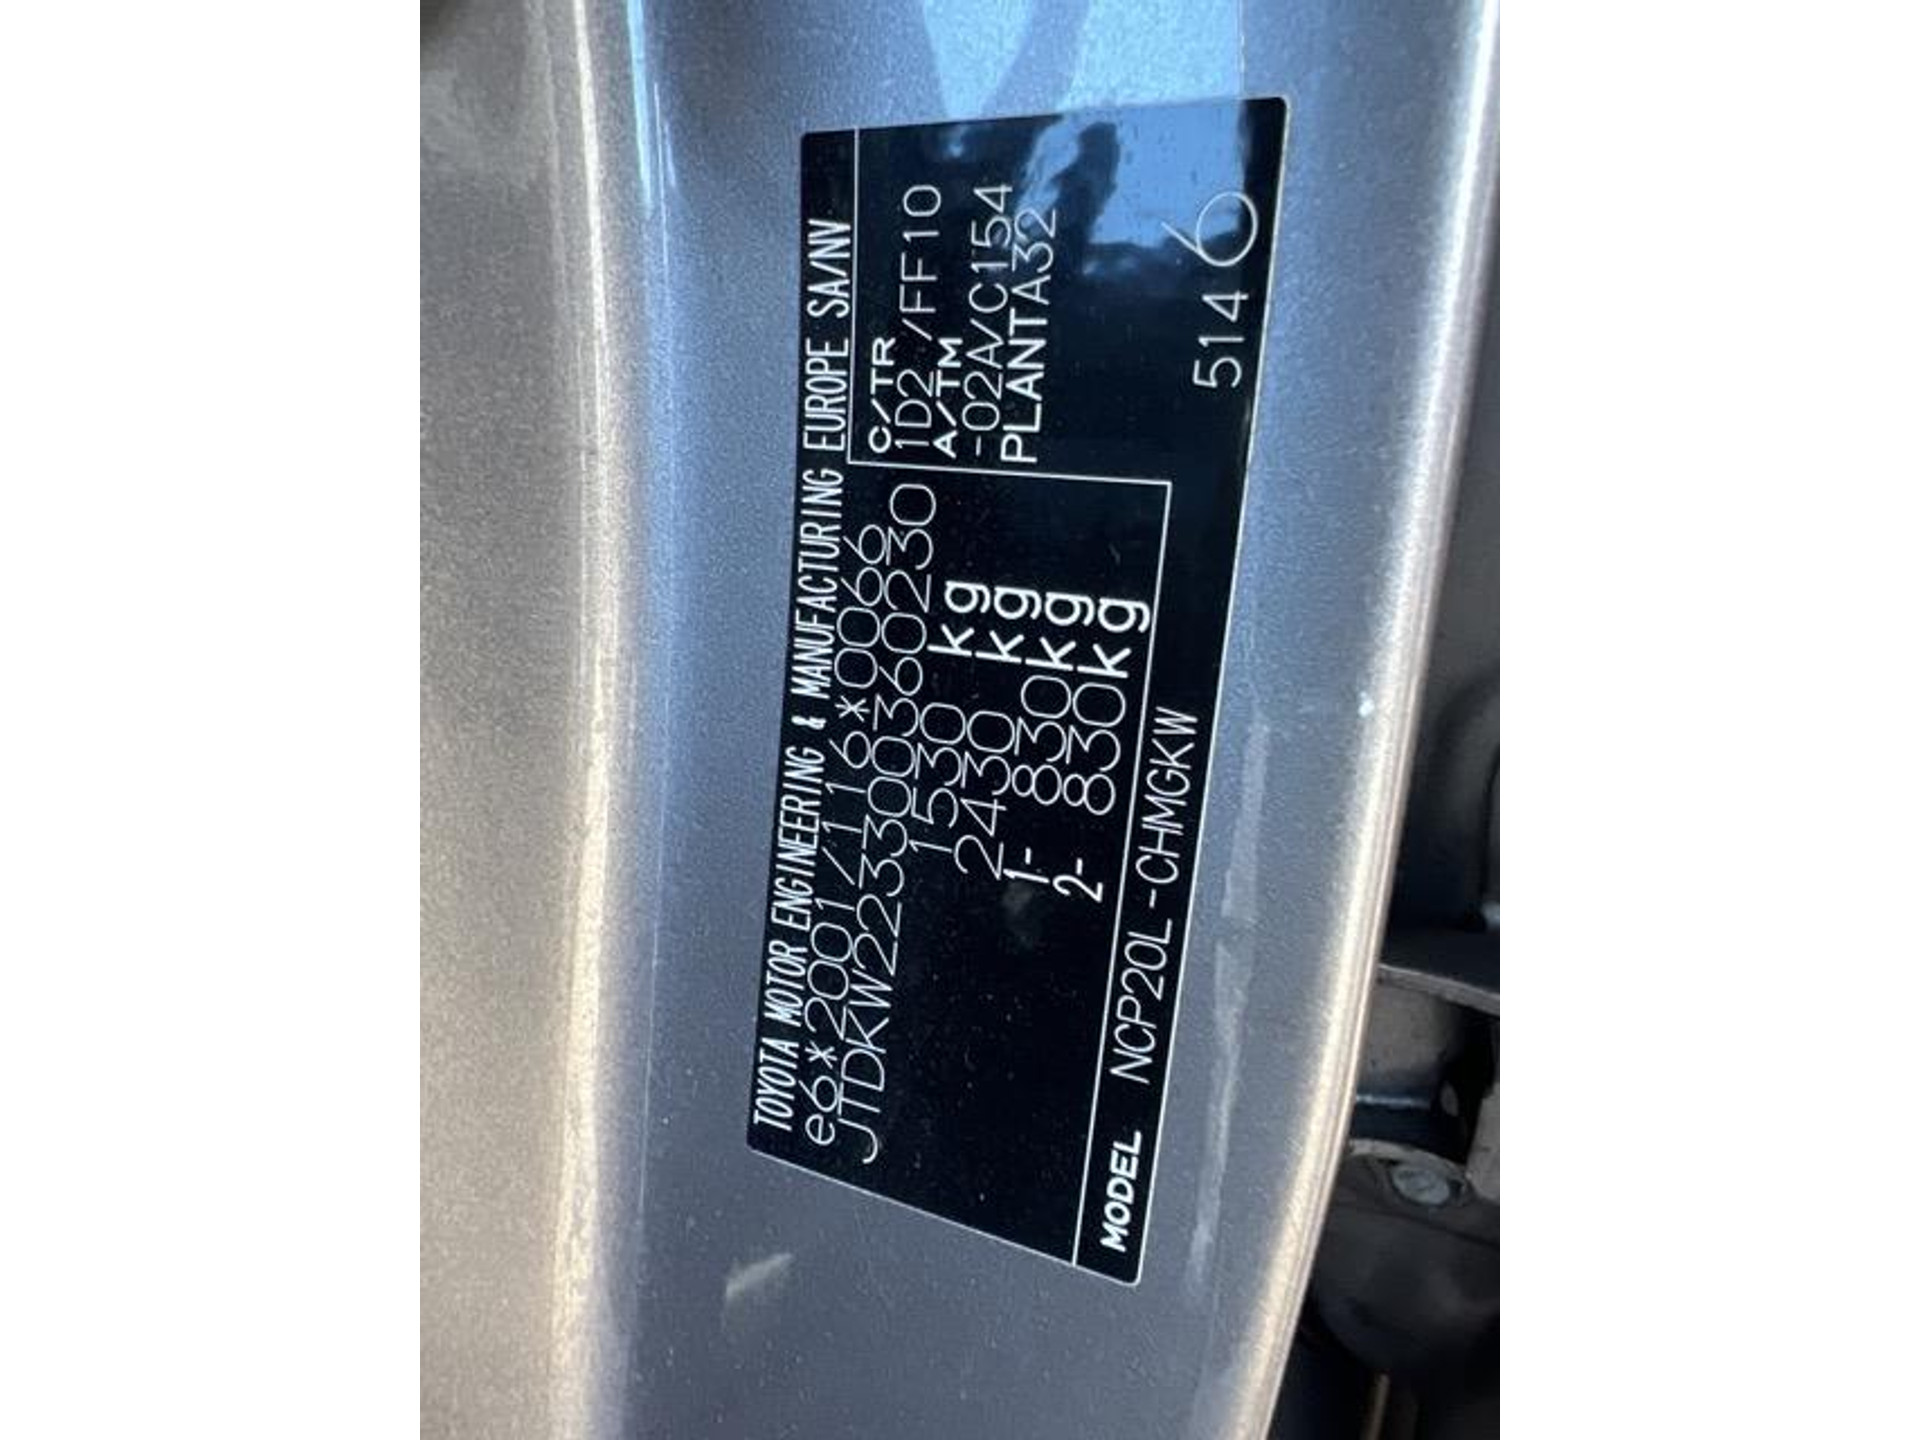 TOYOTA MOTOR ENGINEERING & MANUFACTURING EUROPE SA/NV
e6*2001/116*0066
JTDKW223300360230
1530 kg
2430 kg
1- 830kg
2- 830kg
C/TR
1D2 /FF10
A/TM
-02A/C154
PLANTA32
MODEL NCP20L-CHMGKW
5146